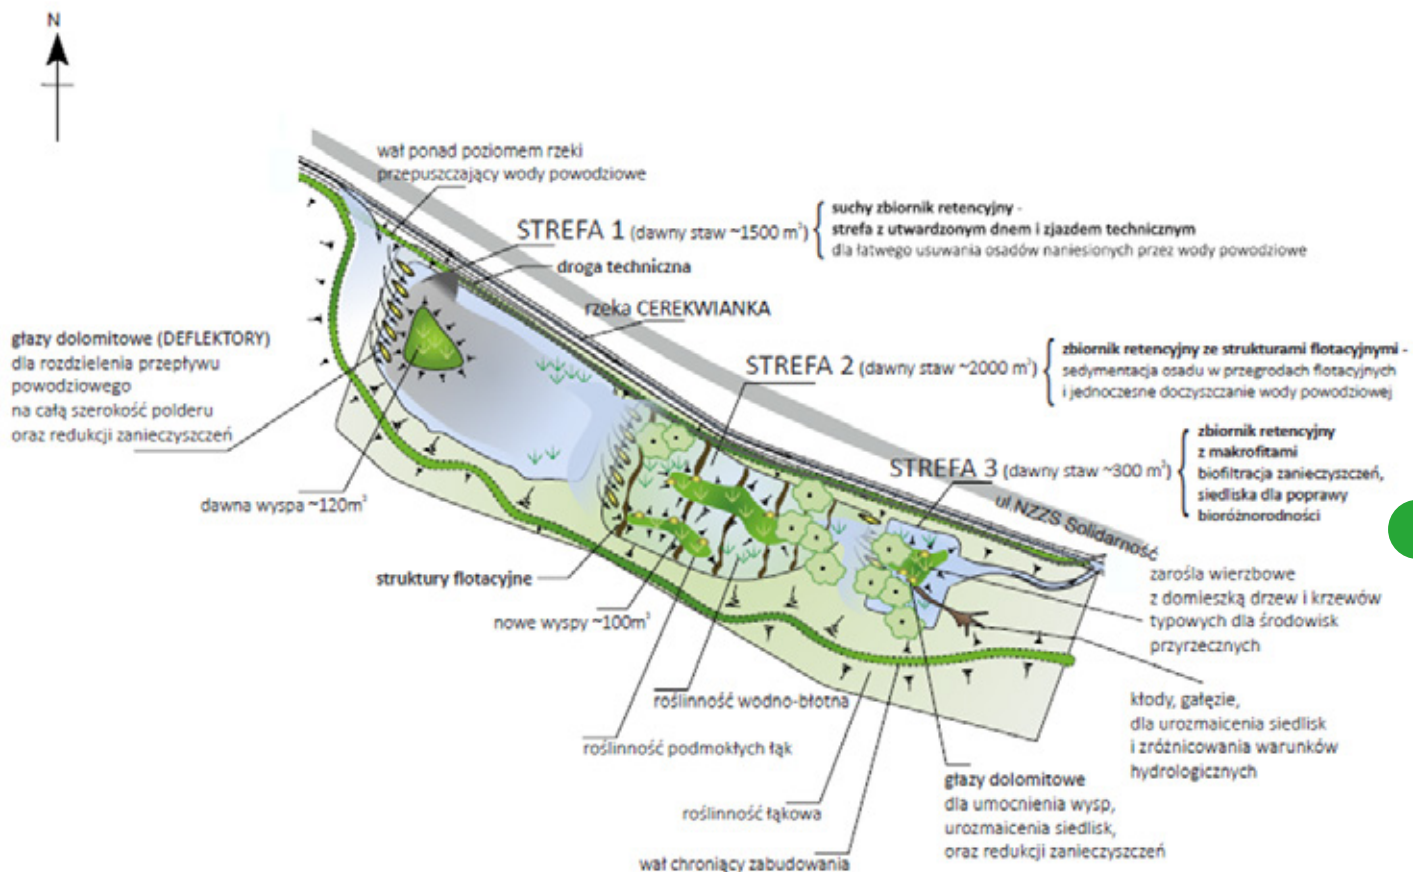 N
wał ponad poziomem rzeki
przepuszczający wody powodziowe
STREFA 1 (dawny staw ~1500 m²)
suchy zbiornik retencyjny -
strefa z utwardzonym dnem i zjazdem technicznym
dla łatwego usuwania osadów naniesionych przez wody powodziowe
droga techniczna
rzeka CEREKWIANKA
głazy dolomitowe (DEFLEKTORY)
dla rozdzielenia przepływu
powodziowego
na całą szerokość polderu
oraz redukcji zanieczyszczeń
STREFA 2 (dawny staw ~2000 m²)
zbiornik retencyjny ze strukturami flotacyjnymi -
sedymentacja osadu w przegrodach flotacyjnych
i jednoczesne doczyszczanie wody powodziowej
STREFA 3 (dawny staw ~300 m²)
zbiornik retencyjny
z makrofitami
biofiltracja zanieczyszczeń,
siedliska dla poprawy
bioróżnorodności
dawna wyspa ~120m²
ul.NZZS Solidarność
struktury flotacyjne
nowe wyspy ~100m²
zarośla wierzbowe
z domieszką drzew i krzewów
typowych dla środowisk
przyrzecznych
roślinność wodno-błotna
roślinność podmokłych łąk
kłody, gałęzie,
dla urozmaicenia siedlisk
i zróżnicowania warunków
hydrologicznych
głazy dolomitowe
dla umocnienia wysp,
urozmaicenia siedlisk,
oraz redukcji zanieczyszczeń
roślinność łąkowa
wał chroniący zabudowania